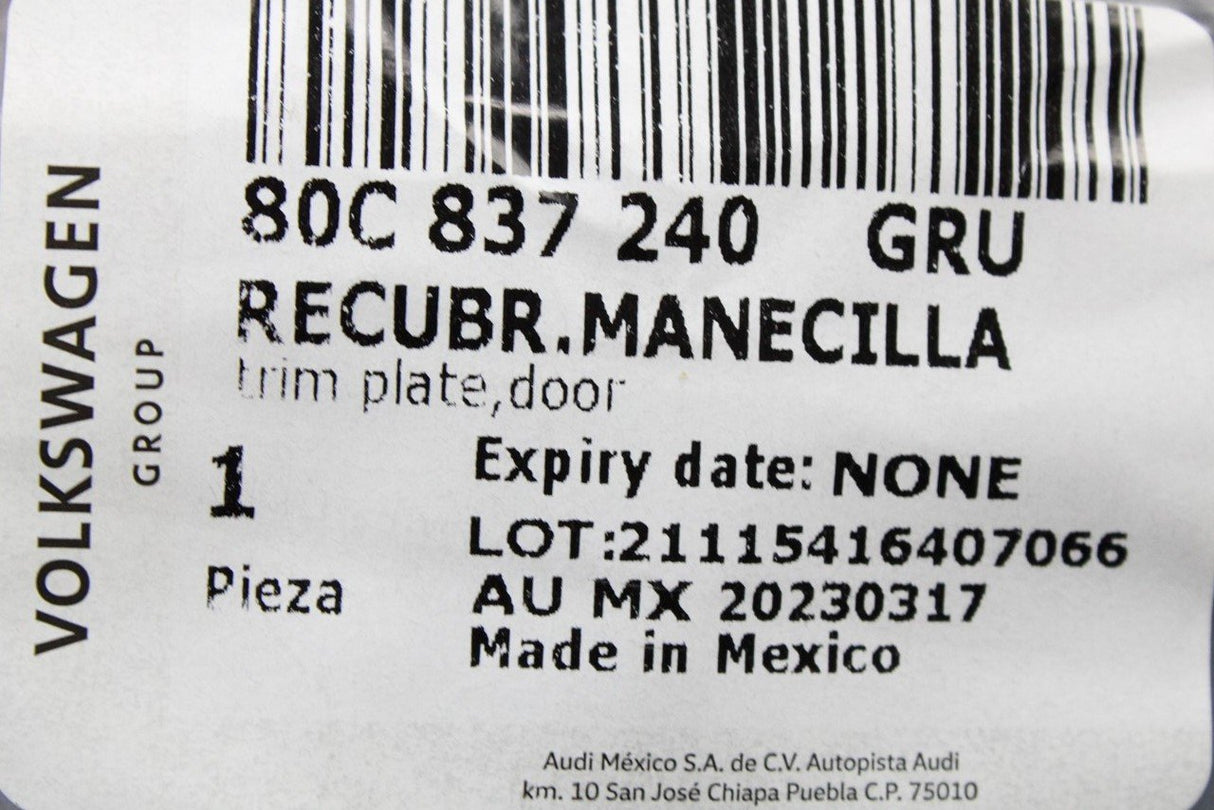 VOLKSWAGEN
GROUP
80C 837 240 GRU
RECUBR.MANECILLA
trim plate,door
1
Pieza
Expiry date: NONE
LOT:21115416407066
AU MX 20230317
Made in Mexico
Audi México S.A. de C.V. Autopista Audi
km. 10 San José Chiapa Puebla C.P. 75010